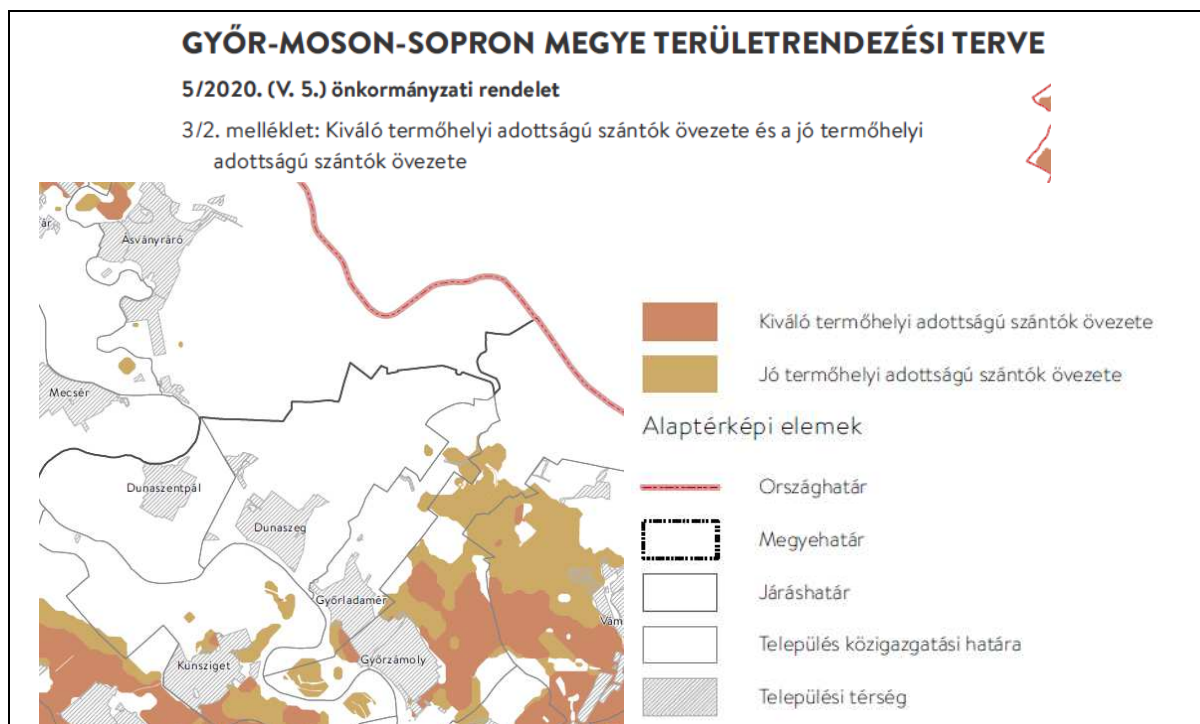 GYŐR-MOSON-SOPRON MEGYE TERÜLETRENDEZÉSI TERVE
5/2020. (V. 5.) önkormányzati rendelet
3/2. melléklet: Kiváló termőhelyi adottságú szántók övezete és a jó termőhelyi
adottságú szántók övezete
ár
Ásványráró
Mecsér
Dunaszentpál
Dunaszeg
Győrladamér
Vám
Kunsziget
Győrzámoly
Kiváló termőhelyi adottságú szántók övezete
Jó termőhelyi adottságú szántók övezete
Alaptérképi elemek
Országhatár
Megyehatár
Járáshatár
Település közigazgatási határa
Települési térség